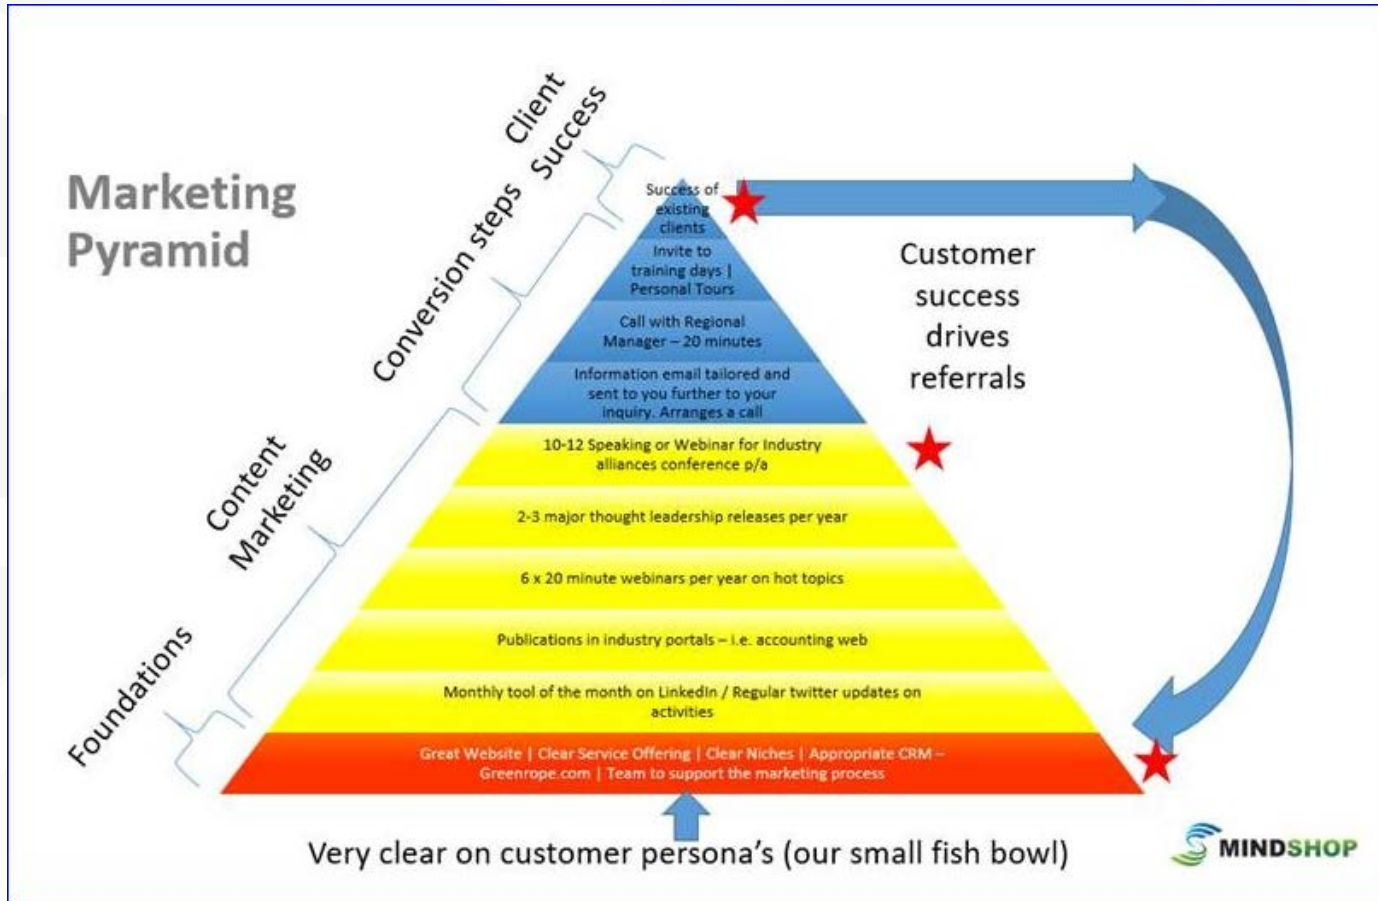 Marketing
Pyramid
Client
Success
Conversion steps
Content
Marketing
Foundations
Success of
existing
clients
Invite to
training days |
Personal Tours
Call with Regional
Manager – 20 minutes
Information email tailored and
sent to you further to your
inquiry. Arranges a call
10-12 Speaking or Webinar for Industry
alliances conference p/a
2-3 major thought leadership releases per year
6 x 20 minute webinars per year on hot topics
Publications in industry portals – i.e. accounting web
Monthly tool of the month on LinkedIn / Regular twitter updates on
activities
Great Website | Clear Service Offering | Clear Niches | Appropriate CRM –
Greenrope.com | Team to support the marketing process
Customer
success
drives
referrals
Very clear on customer persona's (our small fish bowl)
MINDSHOP